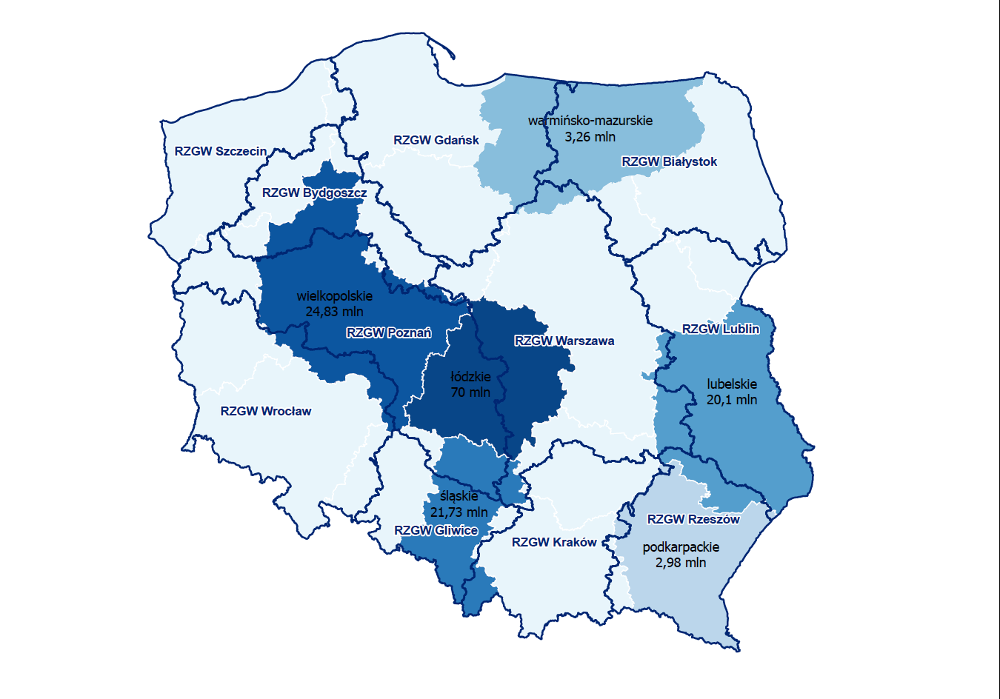 warmińsko-mazurskie
3,26 mln
RZGW Gdańsk
RZGW Szczecin
RZGW Białystok
RZGW Bydgoszcz
wielkopolskie
24,83 mln
RZGW Poznań
RZGW Warszawa
RZGW Lublin
łódzkie
70 mln
lubelskie
20,1 mln
RZGW Wrocław
śląskie
21,73 mln
RZGW Gliwice
RZGW Kraków
RZGW Rzeszów
podkarpackie
2,98 mln